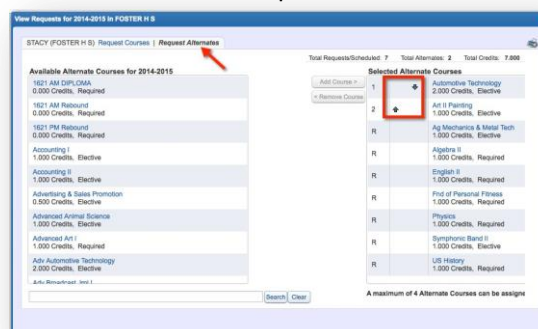 View Requests for 2014-2015 in FOSTER H S
STACY (FOSTER H S) Request Courses | Request Alternates
Total Requests/Scheduled: 7 Total Alternates: 2 Total Credits: 7.000
Available Alternate Courses for 2014-2015
1621 AM DIPLOMA
0.000 Credits, Required
1621 AM Rebound
0.000 Credits, Required
1621 PM Rebound
0.000 Credits, Required
Accounting I
1.000 Credits, Elective
Accounting II
1.000 Credits, Required
Advertising & Sales Promotion
0.500 Credits, Elective
Advanced Animal Science
1.000 Credits, Elective
Advanced Art I
1.000 Credits, Required
Adv Automotive Technology
2.000 Credits, Elective
Adv Broadcast Jrnl I
Search Clear
Add Course >
< Remove Course
Selected Alternate Courses
1 Automotive Technology
2.000 Credits, Elective
2 Art II Painting
1.000 Credits, Elective
R Ag Mechanics & Metal Tech
1.000 Credits, Elective
R Algebra II
1.000 Credits, Required
R English II
1.000 Credits, Required
R Fnd of Personal Fitness
1.000 Credits, Required
R Physics
1.000 Credits, Required
R Symphonic Band II
1.000 Credits, Elective
R US History
1.000 Credits, Required
A maximum of 4 Alternate Courses can be assigne